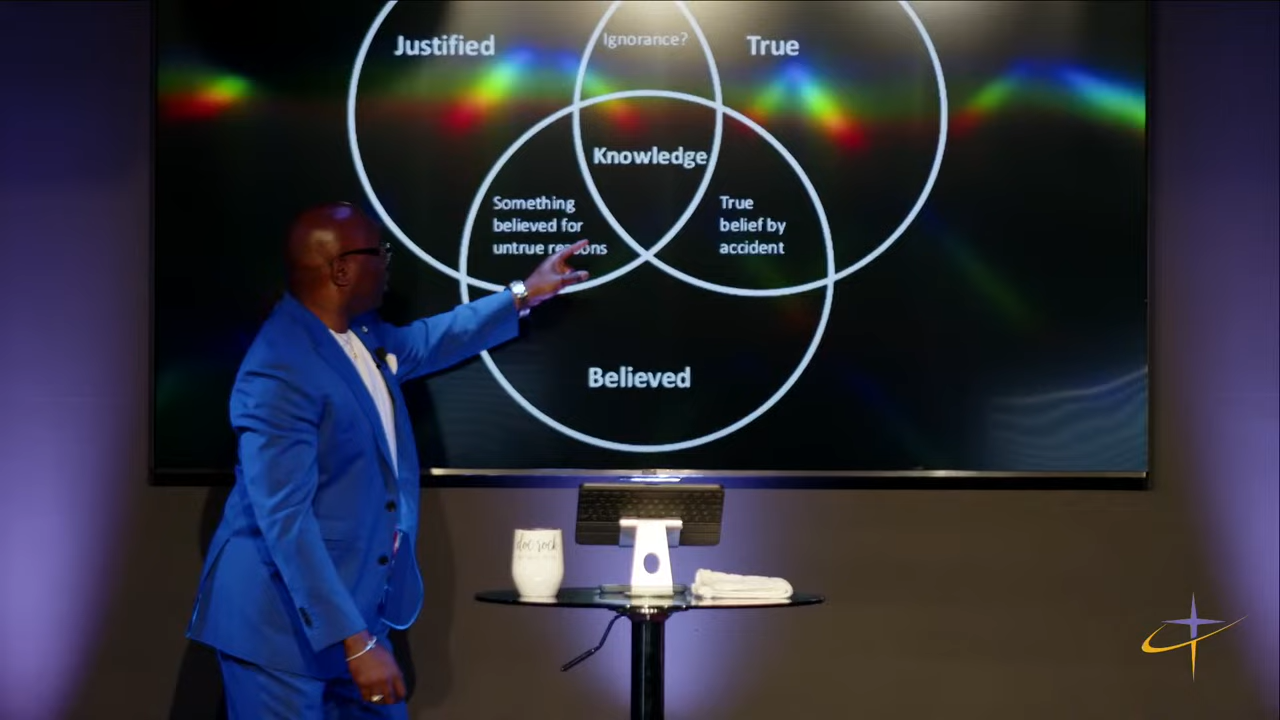 Justified
Ignorance?
True
Knowledge
Something
believed for
untrue reasons
True
belief by
accident
Believed
doc rock